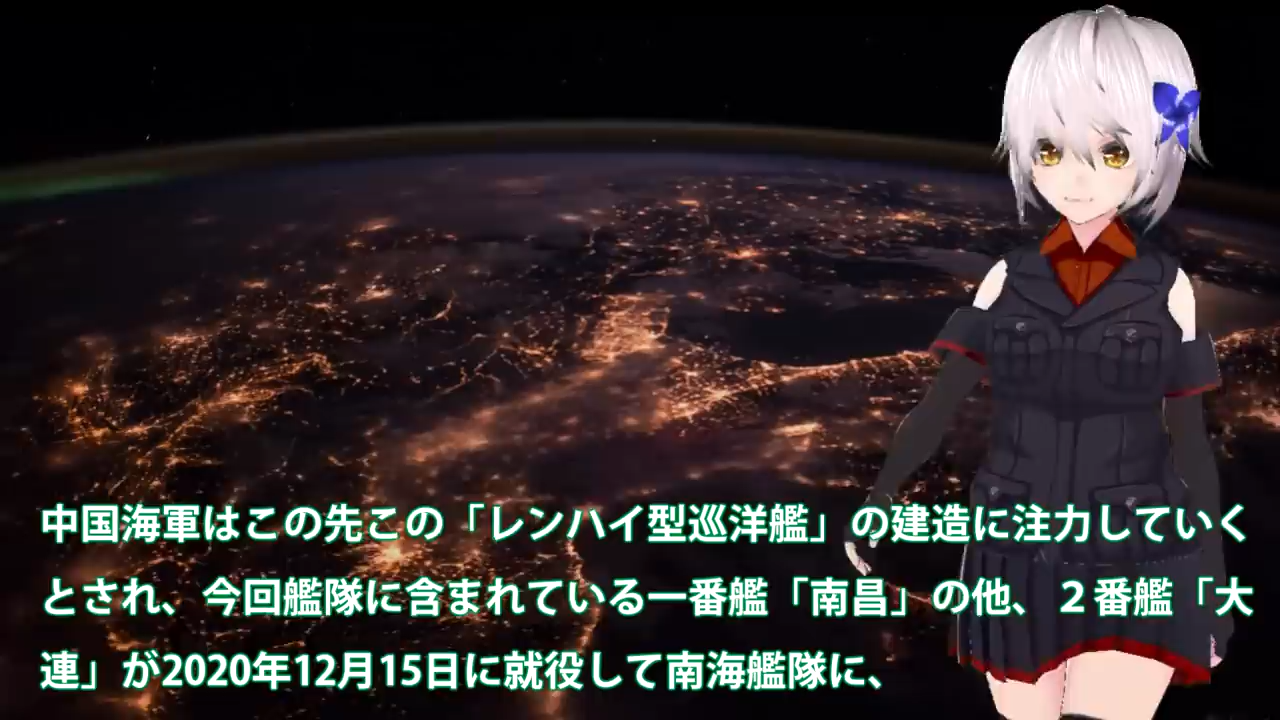 中国海軍はこの先この「レンハイ型巡洋艦」の建造に注力していく
とされ、今回艦隊に含まれている一番艦「南昌」の他、２番艦「大
連」が2020年12月15日に就役して南海艦隊に、